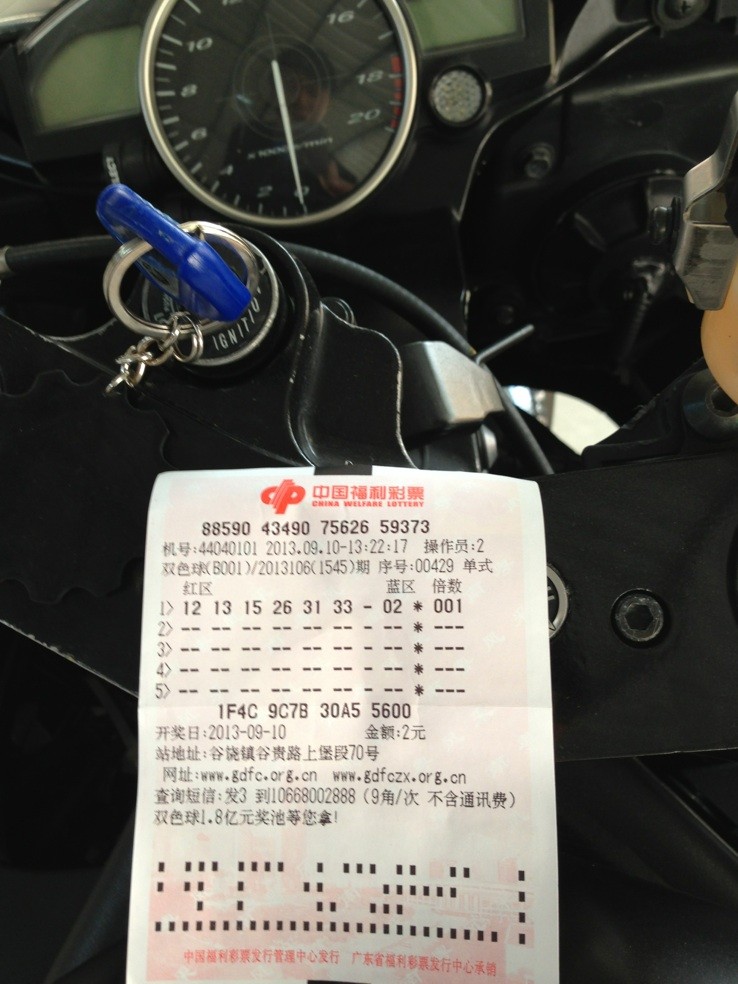 16
10
18
8
20
6
x1000r/min
4
2
0
IGNITIO
中国福利彩票
CHINA WELFARE LOTTERY
88590 43490 75626 59373
机号:44040101 2013.09.10-13:22:17 操作员:2
双色球(B001)/2013106(1545)期 序号:00429 单式
红区 蓝区 倍数
1> 12 13 15 26 31 33 - 02 * 001
2> -- -- -- -- -- -- - -- * ---
3> -- -- -- -- -- -- - -- * ---
4> -- -- -- -- -- -- - -- * ---
5> -- -- -- -- -- -- - -- * ---
1F4C 9C7B 30A5 5600
开奖日:2013-09-10 金额:2元
站地址:谷饶镇谷贵路上堡段70号
网址:www.gdfc.org.cn www.gdfczx.org.cn
查询短信:发3 到10668002888(9角/次 不含通讯费)
双色球1.8亿元奖池等您拿!
中国福利彩票发行管理中心发行 广东省福利彩票发行中心承销